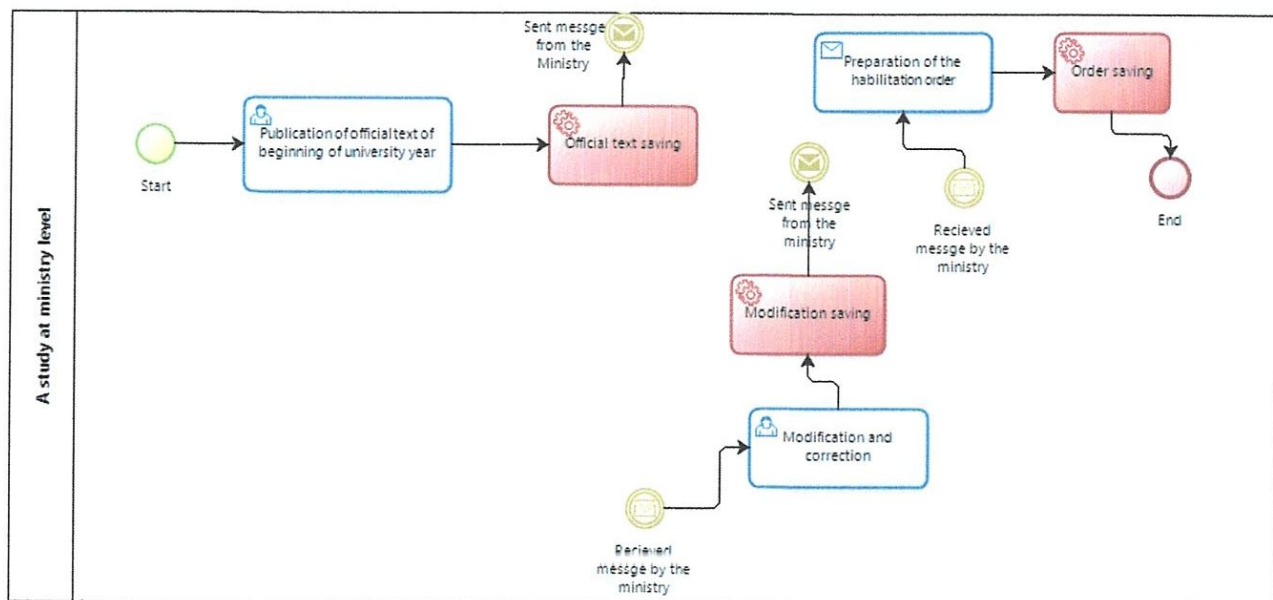 A study at ministry level
Start
Publication of official text of
beginning of university year
Official text saving
Sent messge
from the
Ministry
Recieved
messge by the
ministry
Modification and
correction
Modification saving
Sent messge
from the
ministry
Recieved
messge by the
ministry
Preparation of the
habilitation order
Order saving
End